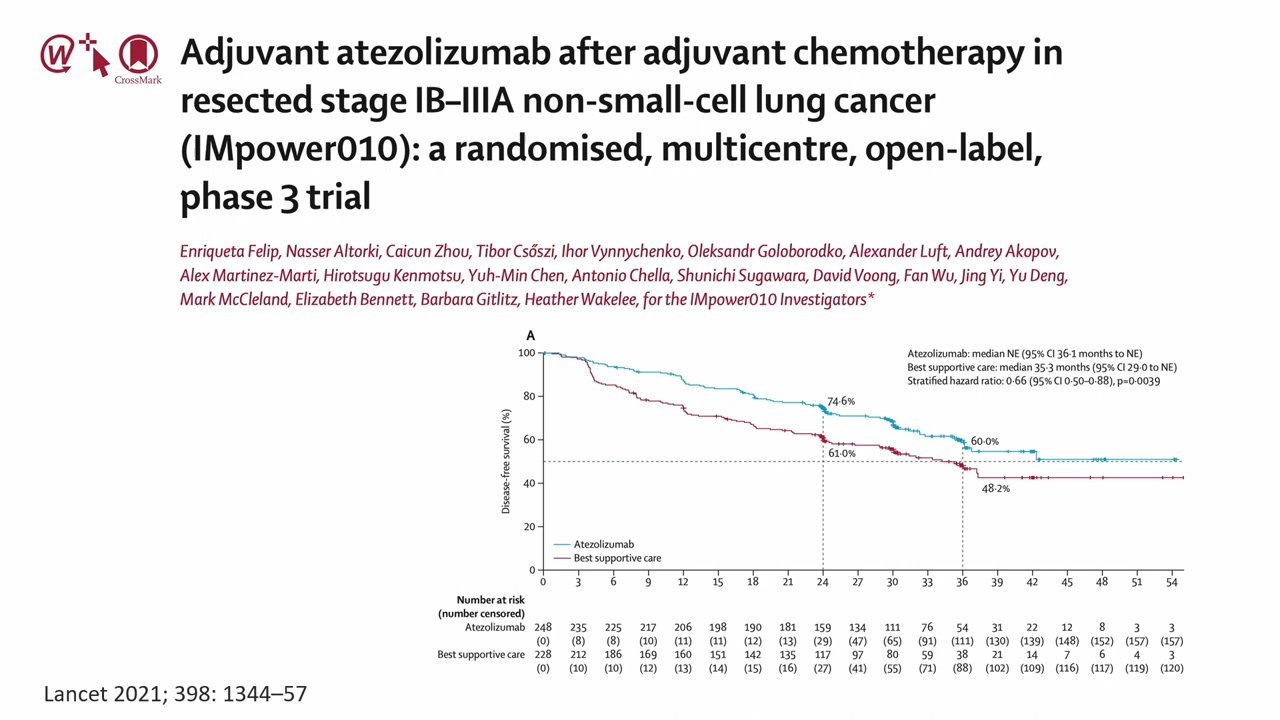 W
CrossMark
Adjuvant atezolizumab after adjuvant chemotherapy in
resected stage IB–IIIA non-small-cell lung cancer
(IMpower010): a randomised, multicentre, open-label,
phase 3 trial
Enriqueta Felip, Nasser Altorki, Caicun Zhou, Tibor Csőszi, Ihor Vynnychenko, Oleksandr Goloborodko, Alexander Luft, Andrey Akopov,
Alex Martinez-Marti, Hirotsugu Kenmotsu, Yuh-Min Chen, Antonio Chella, Shunichi Sugawara, David Voong, Fan Wu, Jing Yi, Yu Deng,
Mark McCleland, Elizabeth Bennett, Barbara Gitlitz, Heather Wakelee, for the IMpower010 Investigators*
A
Atezolizumab: median NE (95% CI 36·1 months to NE)
Best supportive care: median 35·3 months (95% CI 29·0 to NE)
Stratified hazard ratio: 0·66 (95% CI 0·50–0·88), p=0·0039
Disease-free survival (%)
100
80
60
40
20
0
74·6%
61·0%
60·0%
48·2%
Atezolizumab
Best supportive care
0 3 6 9 12 15 18 21 24 27 30 33 36 39 42 45 48 51 54
Number at risk
(number censored)
Atezolizumab 248 235 225 217 206 198 190 181 159 134 111 76 54 31 22 12 8 3 3
(0) (8) (8) (10) (11) (11) (12) (13) (29) (47) (65) (91) (111) (130) (139) (148) (152) (157) (157)
Best supportive care 228 212 186 169 160 151 142 135 117 97 80 59 38 21 14 7 6 4 3
(0) (10) (10) (12) (13) (14) (15) (16) (27) (41) (55) (71) (88) (102) (109) (116) (117) (119) (120)
Lancet 2021; 398: 1344–57